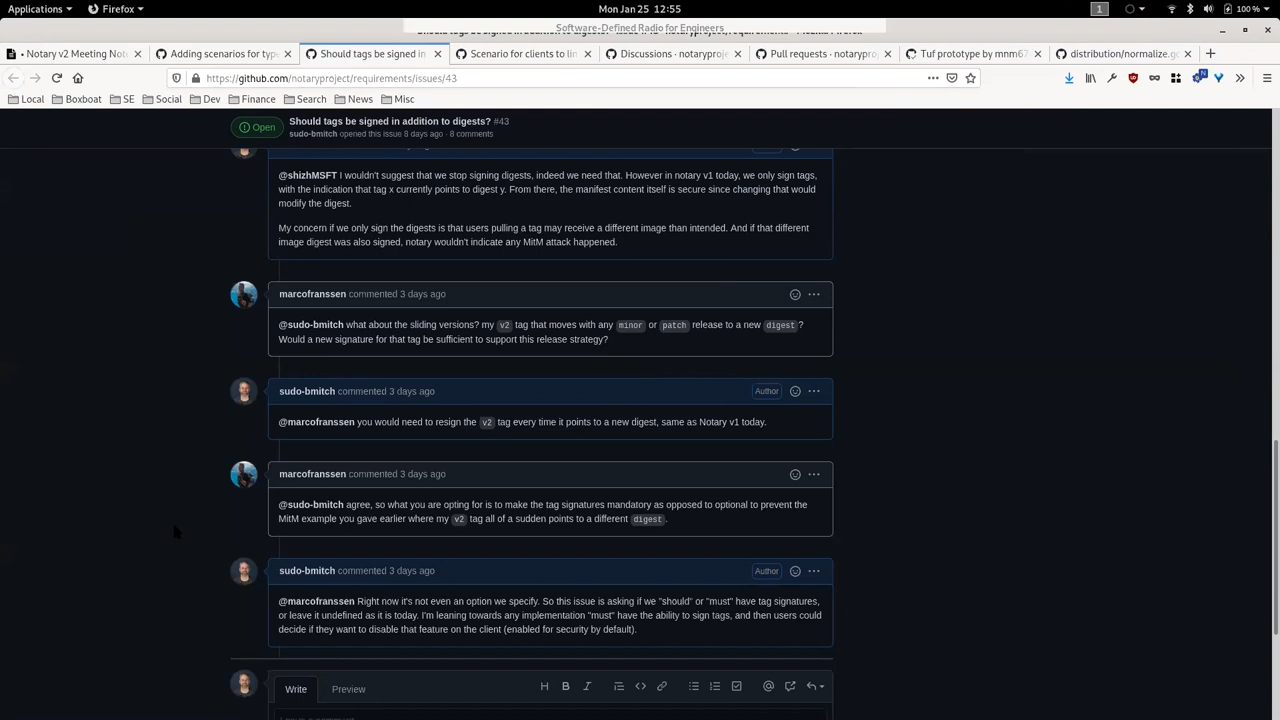 Applications
Firefox
Mon Jan 25 12:55
1
100 %
Software-Defined Radio for Engineers
Notary v2 Meeting No
Adding scenarios for typ
Should tags be signed in
Scenario for clients to li
Discussions · notaryproje
Pull requests · notarypro
Tuf prototype by mnm67
distribution/normalize.g
https://github.com/notaryproject/requirements/issues/43
Local
Boxboat
SE
Social
Dev
Finance
Search
News
Misc
Open
Should tags be signed in addition to digests? #43
sudo-bmitch opened this issue 8 days ago · 8 comments
@shizhMSFT I wouldn't suggest that we stop signing digests, indeed we need that. However in notary v1 today, we only sign tags,
with the indication that tag x currently points to digest y. From there, the manifest content itself is secure since changing that would
modify the digest.
My concern if we only sign the digests is that users pulling a tag may receive a different image than intended. And if that different
image digest was also signed, notary wouldn't indicate any MitM attack happened.
marcofranssen commented 3 days ago
@sudo-bmitch what about the sliding versions? my v2 tag that moves with any minor or patch release to a new digest ?
Would a new signature for that tag be sufficient to support this release strategy?
sudo-bmitch commented 3 days ago
Author
@marcofranssen you would need to resign the v2 tag every time it points to a new digest, same as Notary v1 today.
marcofranssen commented 3 days ago
@sudo-bmitch agree, so what you are opting for is to make the tag signatures mandatory as opposed to optional to prevent the
MitM example you gave earlier where my v2 tag all of a sudden points to a different digest.
sudo-bmitch commented 3 days ago
Author
@marcofranssen Right now it's not even an option we specify. So this issue is asking if we "should" or "must" have tag signatures,
or leave it undefined as it is today. I'm leaning towards any implementation "must" have the ability to sign tags, and then users could
decide if they want to disable that feature on the client (enabled for security by default).
Write
Preview